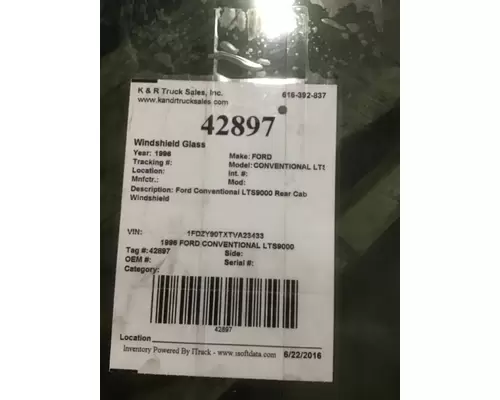 K & R Truck Sales, Inc. 616-392-837
www.kandrtrucksales.com
42897
Windshield Glass
Year: 1996 Make: FORD
Tracking #: Model: CONVENTIONAL LT!
Location: Int. #:
Mnfctr.: Mod:
Description: Ford Conventional LTS9000 Rear Cab
Windshield
VIN: 1FDZY90TXTVA23433
1996 FORD CONVENTIONAL LTS9000
Tag #:42897 Side:
OEM #: Serial #:
Category:
42897
Location
Inventory Powered By ITrack - www.isoftdata.com 6/22/2016